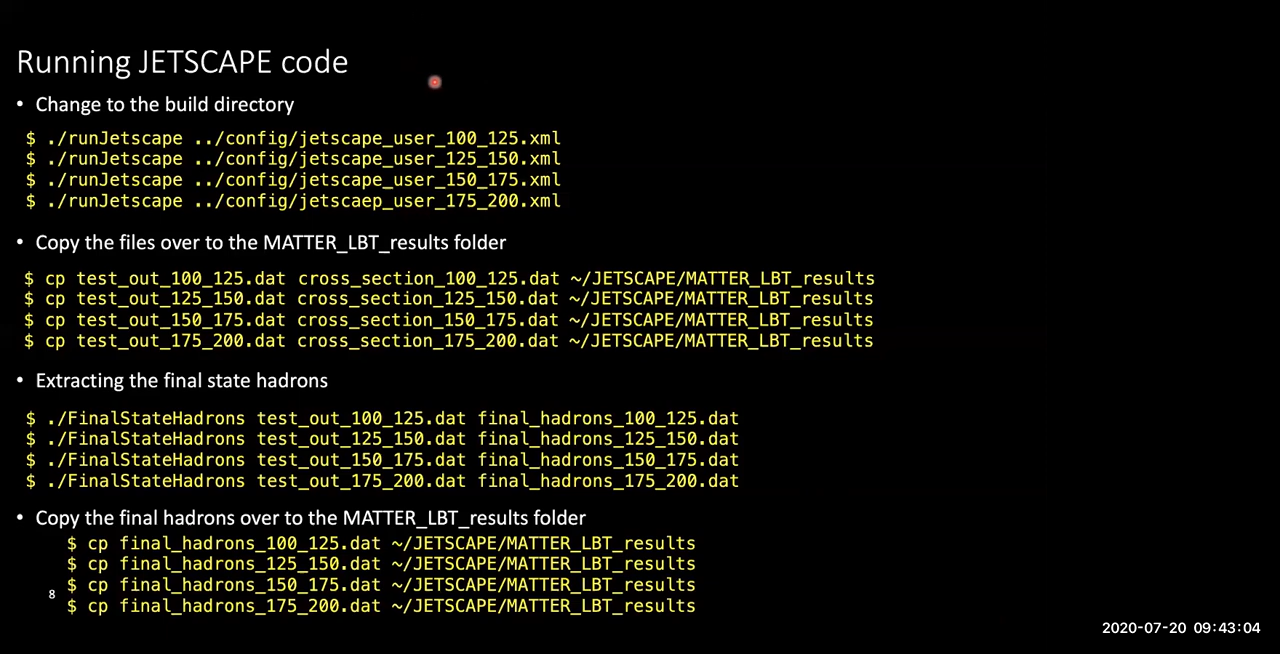 Running JETSCAPE code
• Change to the build directory
$ ./runJetscape ../config/jetscape_user_100_125.xml
$ ./runJetscape ../config/jetscape_user_125_150.xml
$ ./runJetscape ../config/jetscape_user_150_175.xml
$ ./runJetscape ../config/jetscaep_user_175_200.xml
• Copy the files over to the MATTER_LBT_results folder
$ cp test_out_100_125.dat cross_section_100_125.dat ~/JETSCAPE/MATTER_LBT_results
$ cp test_out_125_150.dat cross_section_125_150.dat ~/JETSCAPE/MATTER_LBT_results
$ cp test_out_150_175.dat cross_section_150_175.dat ~/JETSCAPE/MATTER_LBT_results
$ cp test_out_175_200.dat cross_section_175_200.dat ~/JETSCAPE/MATTER_LBT_results
• Extracting the final state hadrons
$ ./FinalStateHadrons test_out_100_125.dat final_hadrons_100_125.dat
$ ./FinalStateHadrons test_out_125_150.dat final_hadrons_125_150.dat
$ ./FinalStateHadrons test_out_150_175.dat final_hadrons_150_175.dat
$ ./FinalStateHadrons test_out_175_200.dat final_hadrons_175_200.dat
• Copy the final hadrons over to the MATTER_LBT_results folder
$ cp final_hadrons_100_125.dat ~/JETSCAPE/MATTER_LBT_results
$ cp final_hadrons_125_150.dat ~/JETSCAPE/MATTER_LBT_results
$ cp final_hadrons_150_175.dat ~/JETSCAPE/MATTER_LBT_results
$ cp final_hadrons_175_200.dat ~/JETSCAPE/MATTER_LBT_results
8
2020-07-20 09:43:04